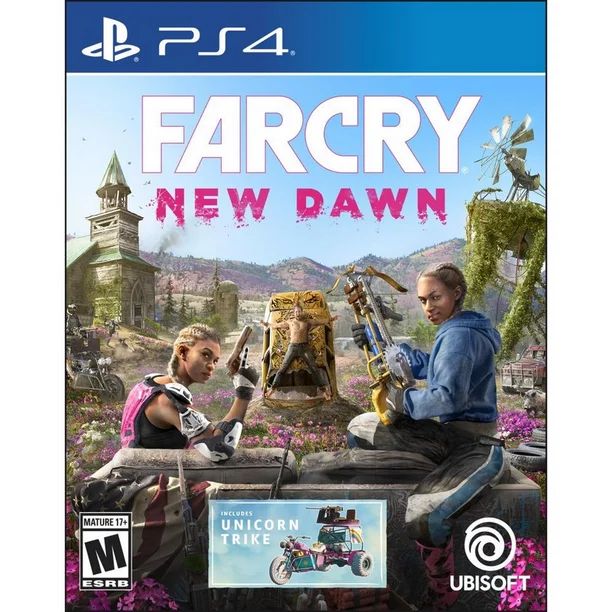 PS4
FARCRY
NEW DAWN
MATURE 17+
M
ESRB
INCLUDES
UNICORN
TRIKE
UBISOFT